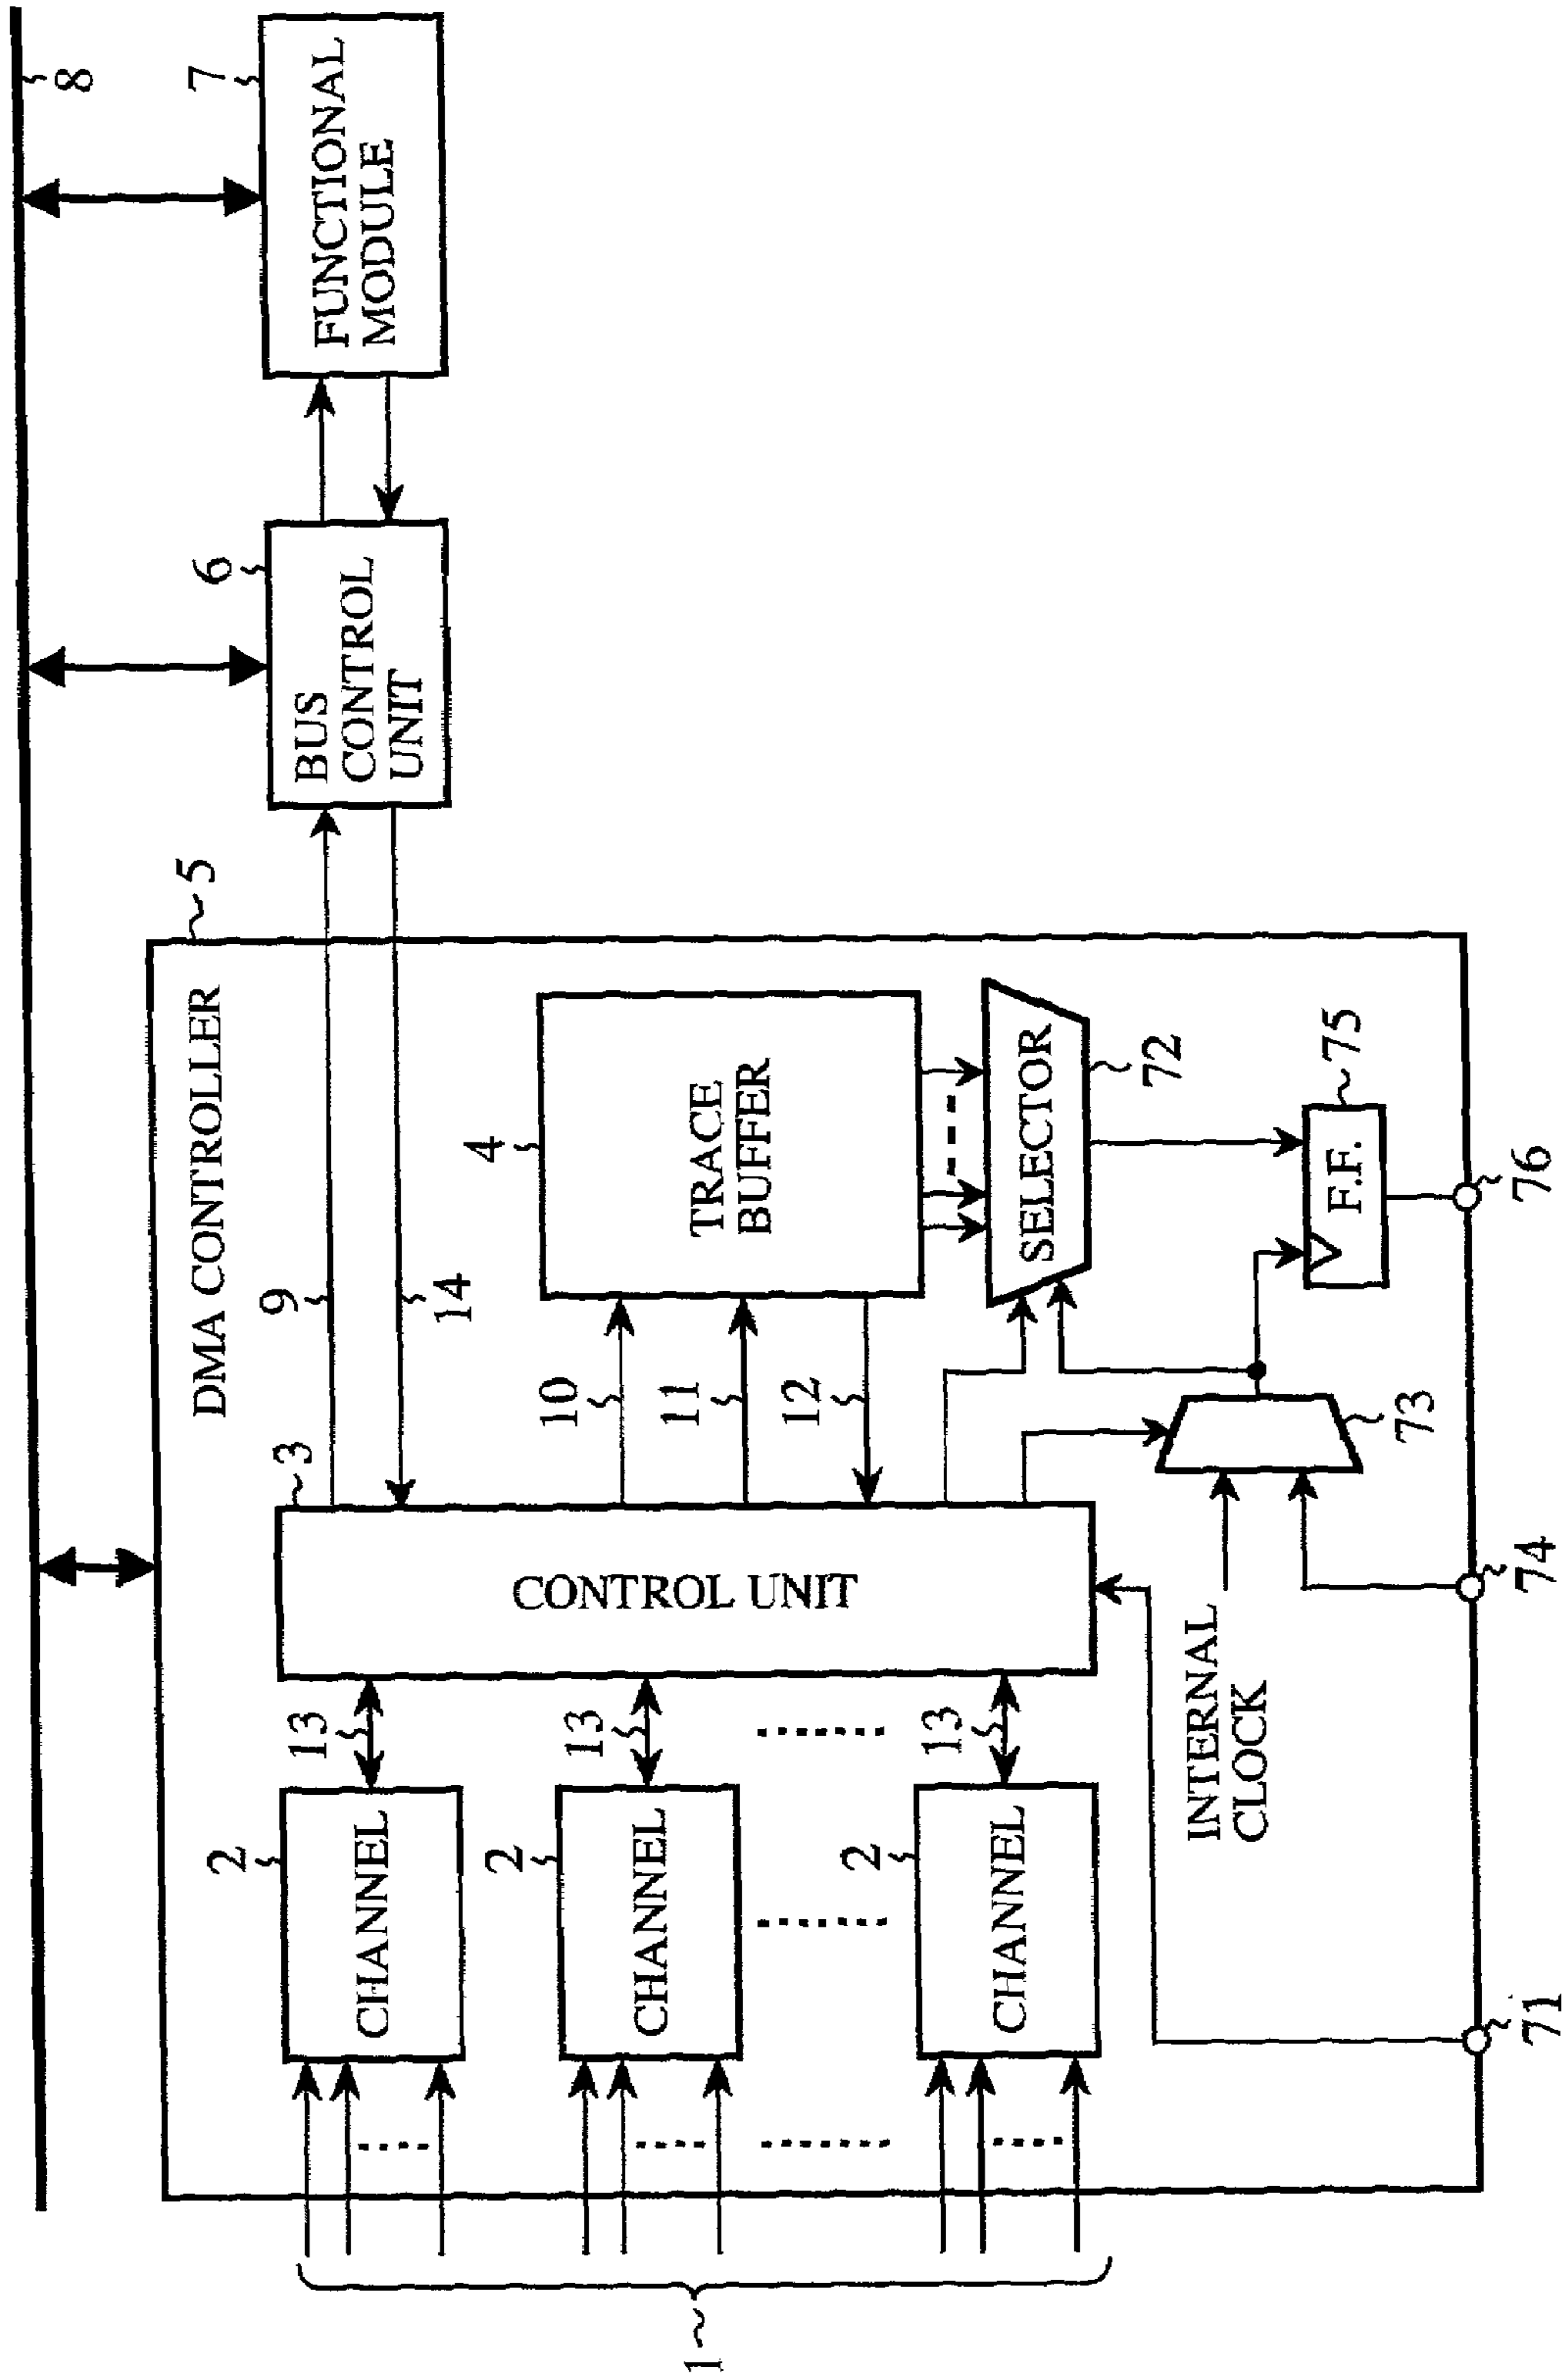 8
7
FUNCTIONAL
MODULE
6
BUS
CONTROL
UNIT
5
DMA CONTROLLER
9
14
3
CONTROL UNIT
4
TRACE
BUFFER
10
11
12
SELECTOR
72
F.F.
75
76
73
74
INTERNAL
CLOCK
71
13
13
13
2
CHANNEL
2
CHANNEL
2
CHANNEL
1